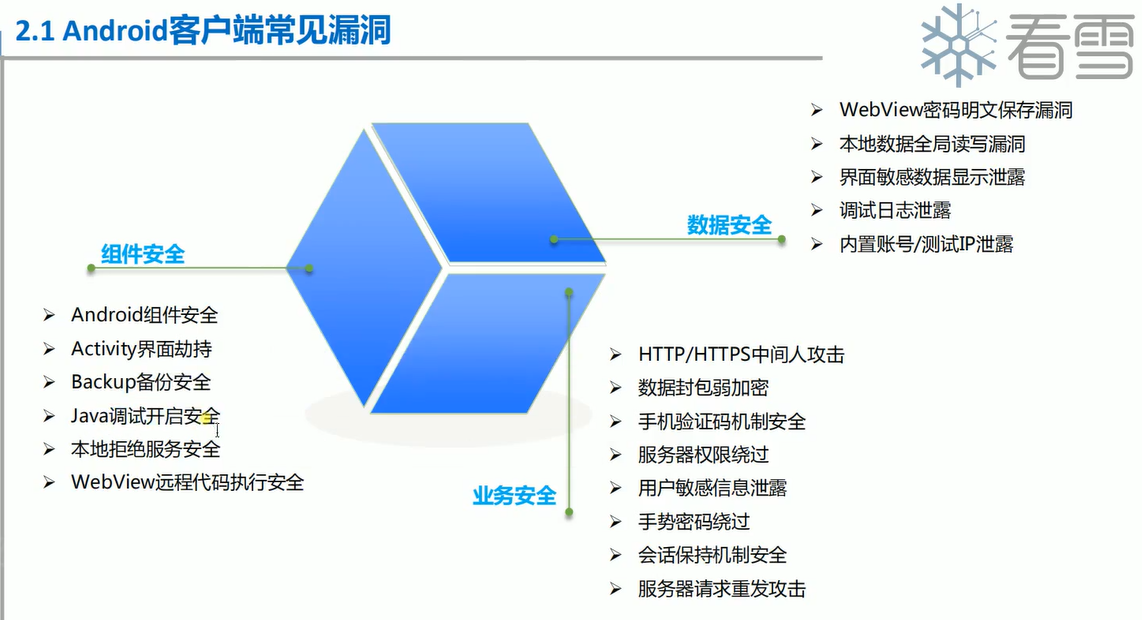 2.1 Android客户端常见漏洞
看雪
组件安全
Android组件安全
Activity界面劫持
Backup备份安全
Java调试开启安全
本地拒绝服务安全
WebView远程代码执行安全
数据安全
WebView密码明文保存漏洞
本地数据全局读写漏洞
界面敏感数据显示泄露
调试日志泄露
内置账号/测试IP泄露
业务安全
HTTP/HTTPS中间人攻击
数据封包弱加密
手机验证码机制安全
服务器权限绕过
用户敏感信息泄露
手势密码绕过
会话保持机制安全
服务器请求重发攻击